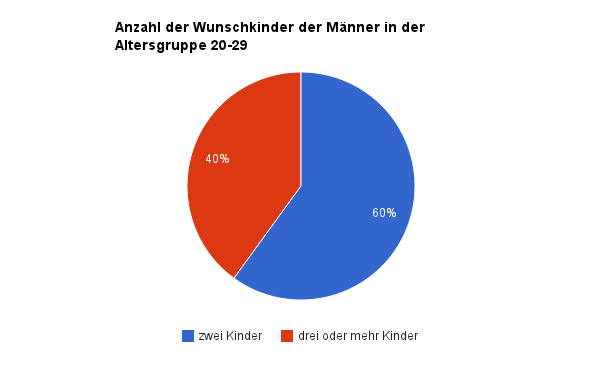 Anzahl der Wunschkinder der Männer in der
Altersgruppe 20-29
40%
60%
zwei Kinder
drei oder mehr Kinder